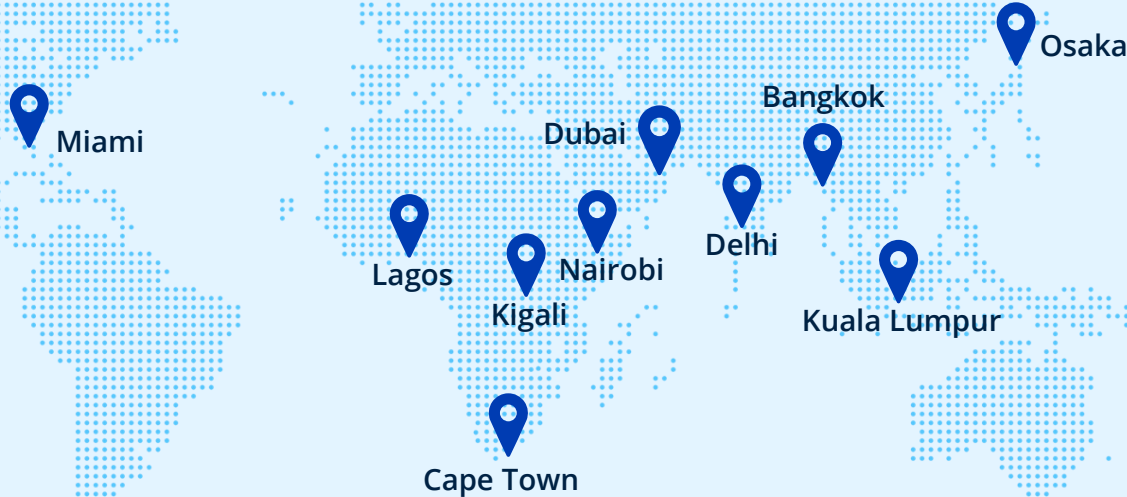 Osaka
Bangkok
Dubai
Miami
Delhi
Nairobi
Lagos
Kigali
Kuala Lumpur
Cape Town